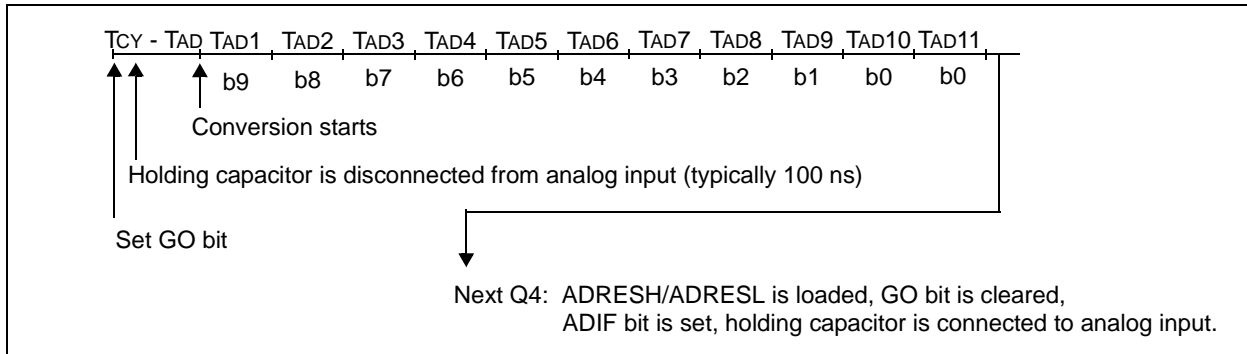 TCY - TAD TAD1 TAD2 TAD3 TAD4 TAD5 TAD6 TAD7 TAD8 TAD9 TAD10 TAD11
b9 b8 b7 b6 b5 b4 b3 b2 b1 b0 b0
Conversion starts
Holding capacitor is disconnected from analog input (typically 100 ns)
Set GO bit
Next Q4: ADRESH/ADRESL is loaded, GO bit is cleared,
ADIF bit is set, holding capacitor is connected to analog input.